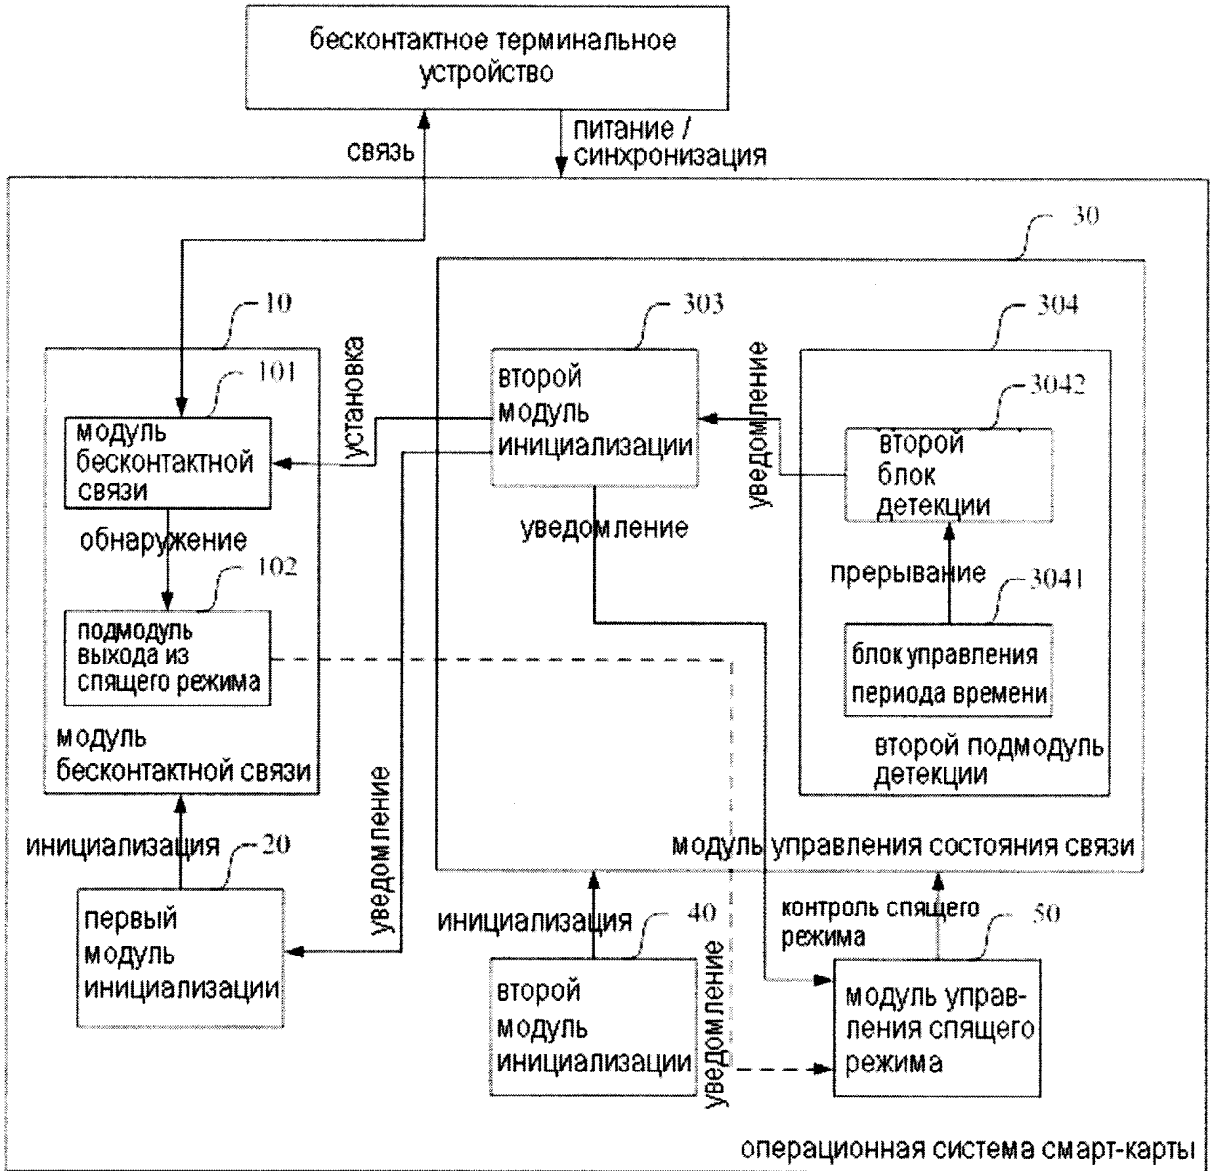 бесконтактное терминальное
устройство
связь
питание /
синхронизация
30
10
303
304
101
установка
второй
модуль
инициализации
уведомление
3042
модуль
бесконтактной
связи
второй
блок
детекции
обнаружение
уведомление
102
прерывание
3041
подмодуль
выхода из
спящего режима
блок управления
периода времени
модуль
бесконтактной связи
второй подмодуль
детекции
инициализация
20
уведомление
модуль управления состояния связи
первый
модуль
инициализации
инициализация
40
контроль спящего
режима
50
второй
модуль
инициализации
уведомление
модуль управ-
ления спящего
режима
операционная система смарт-карты